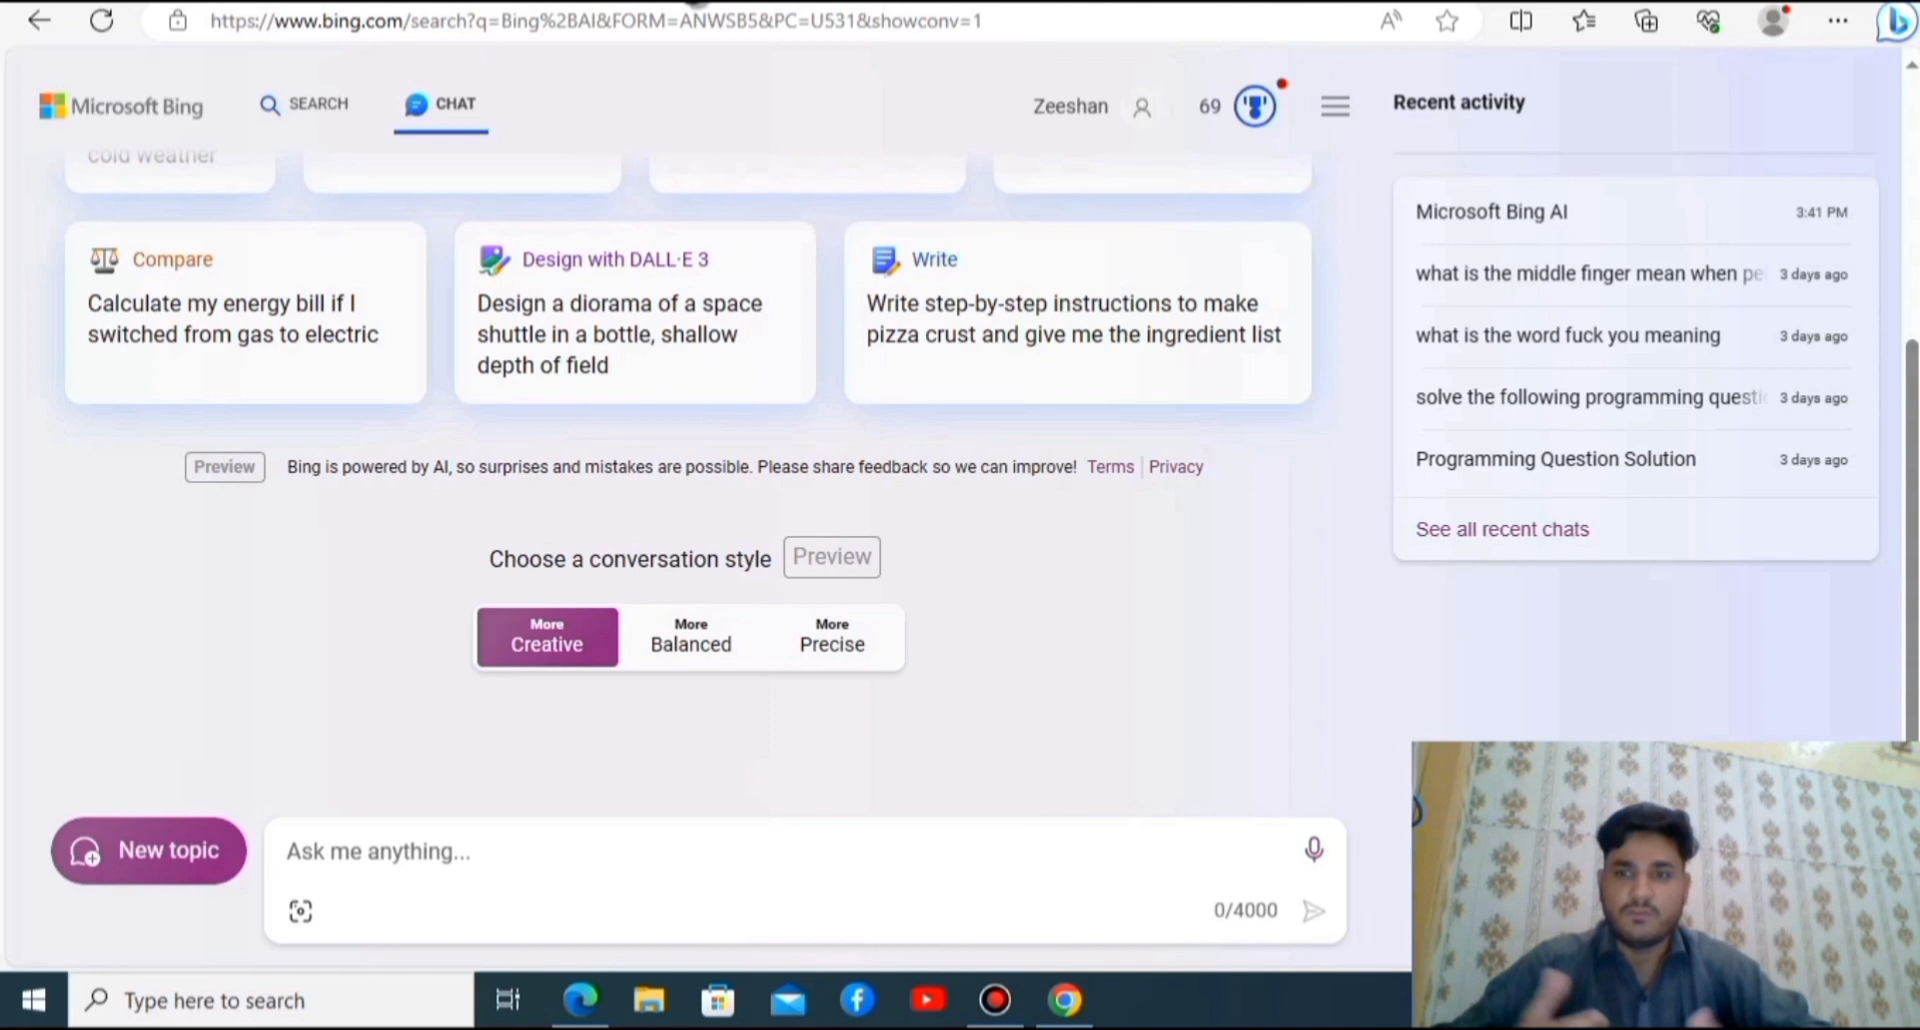 https://www.bing.com/search?q=Bing%2BAI&FORM=ANWSB5&PC=U531&showconv=1
Microsoft Bing
SEARCH
CHAT
Zeeshan
69
Recent activity
cold weather
Compare
Calculate my energy bill if I
switched from gas to electric
Design with DALL·E 3
Design a diorama of a space
shuttle in a bottle, shallow
depth of field
Write
Write step-by-step instructions to make
pizza crust and give me the ingredient list
Microsoft Bing AI 3:41 PM
what is the middle finger mean when pe 3 days ago
what is the word fuck you meaning 3 days ago
solve the following programming questi 3 days ago
Programming Question Solution 3 days ago
See all recent chats
Preview Bing is powered by AI, so surprises and mistakes are possible. Please share feedback so we can improve! Terms Privacy
Choose a conversation style Preview
More
Creative
More
Balanced
More
Precise
New topic
Ask me anything...
0/4000
Type here to search